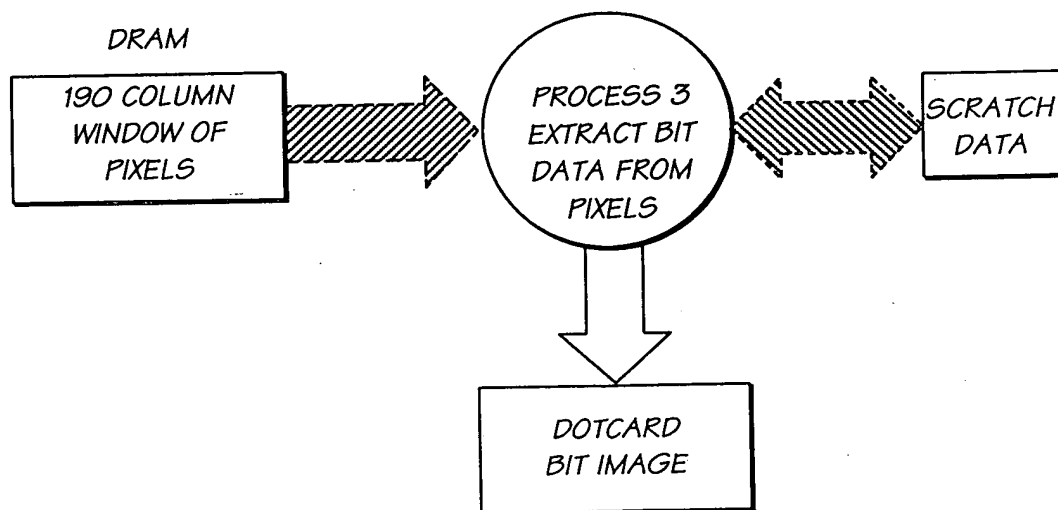 DRAM
190 COLUMN
WINDOW OF
PIXELS
PROCESS 3
EXTRACT BIT
DATA FROM
PIXELS
SCRATCH
DATA
DOTCARD
BIT IMAGE